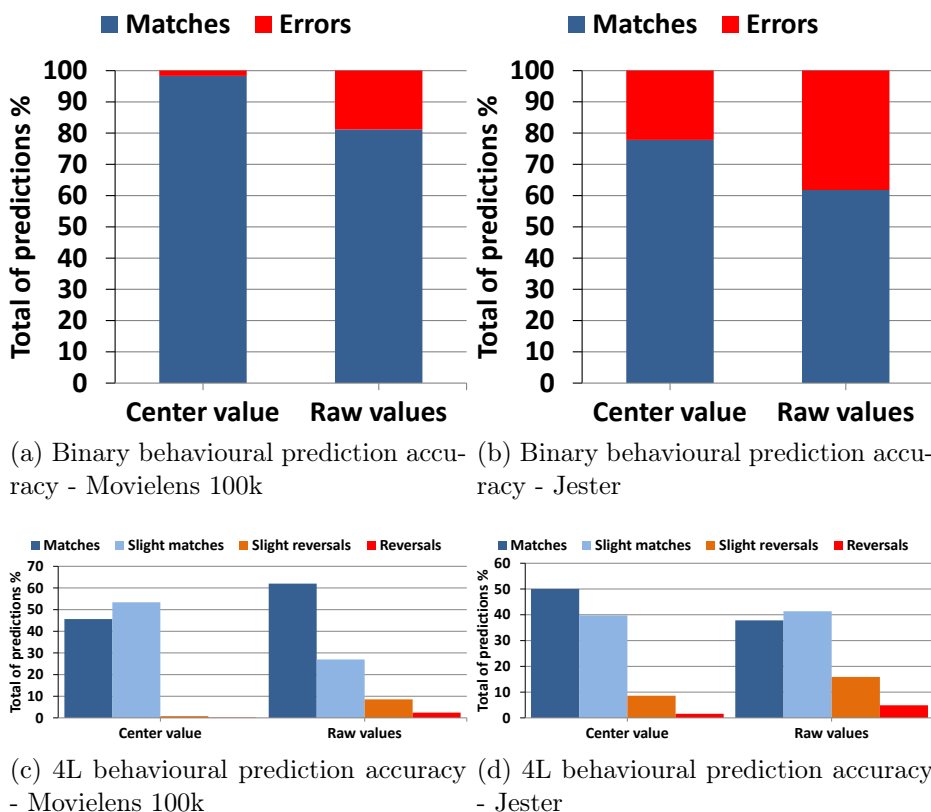 Matches Errors
Total of predictions %
100
90
80
70
60
50
40
30
20
10
0
Center value Raw values
(a) Binary behavioural prediction accu-
racy - Movielens 100k
Matches Errors
Total of predictions %
100
90
80
70
60
50
40
30
20
10
0
Center value Raw values
(b) Binary behavioural prediction accu-
racy - Jester
Matches Slight matches Slight reversals Reversals
Total of predictions %
70
60
50
40
30
20
10
0
Center value Raw values
(c) 4L behavioural prediction accuracy
- Movielens 100k
Matches Slight matches Slight reversals Reversals
Total of predictions %
60
50
40
30
20
10
0
Center value Raw values
(d) 4L behavioural prediction accuracy
- Jester